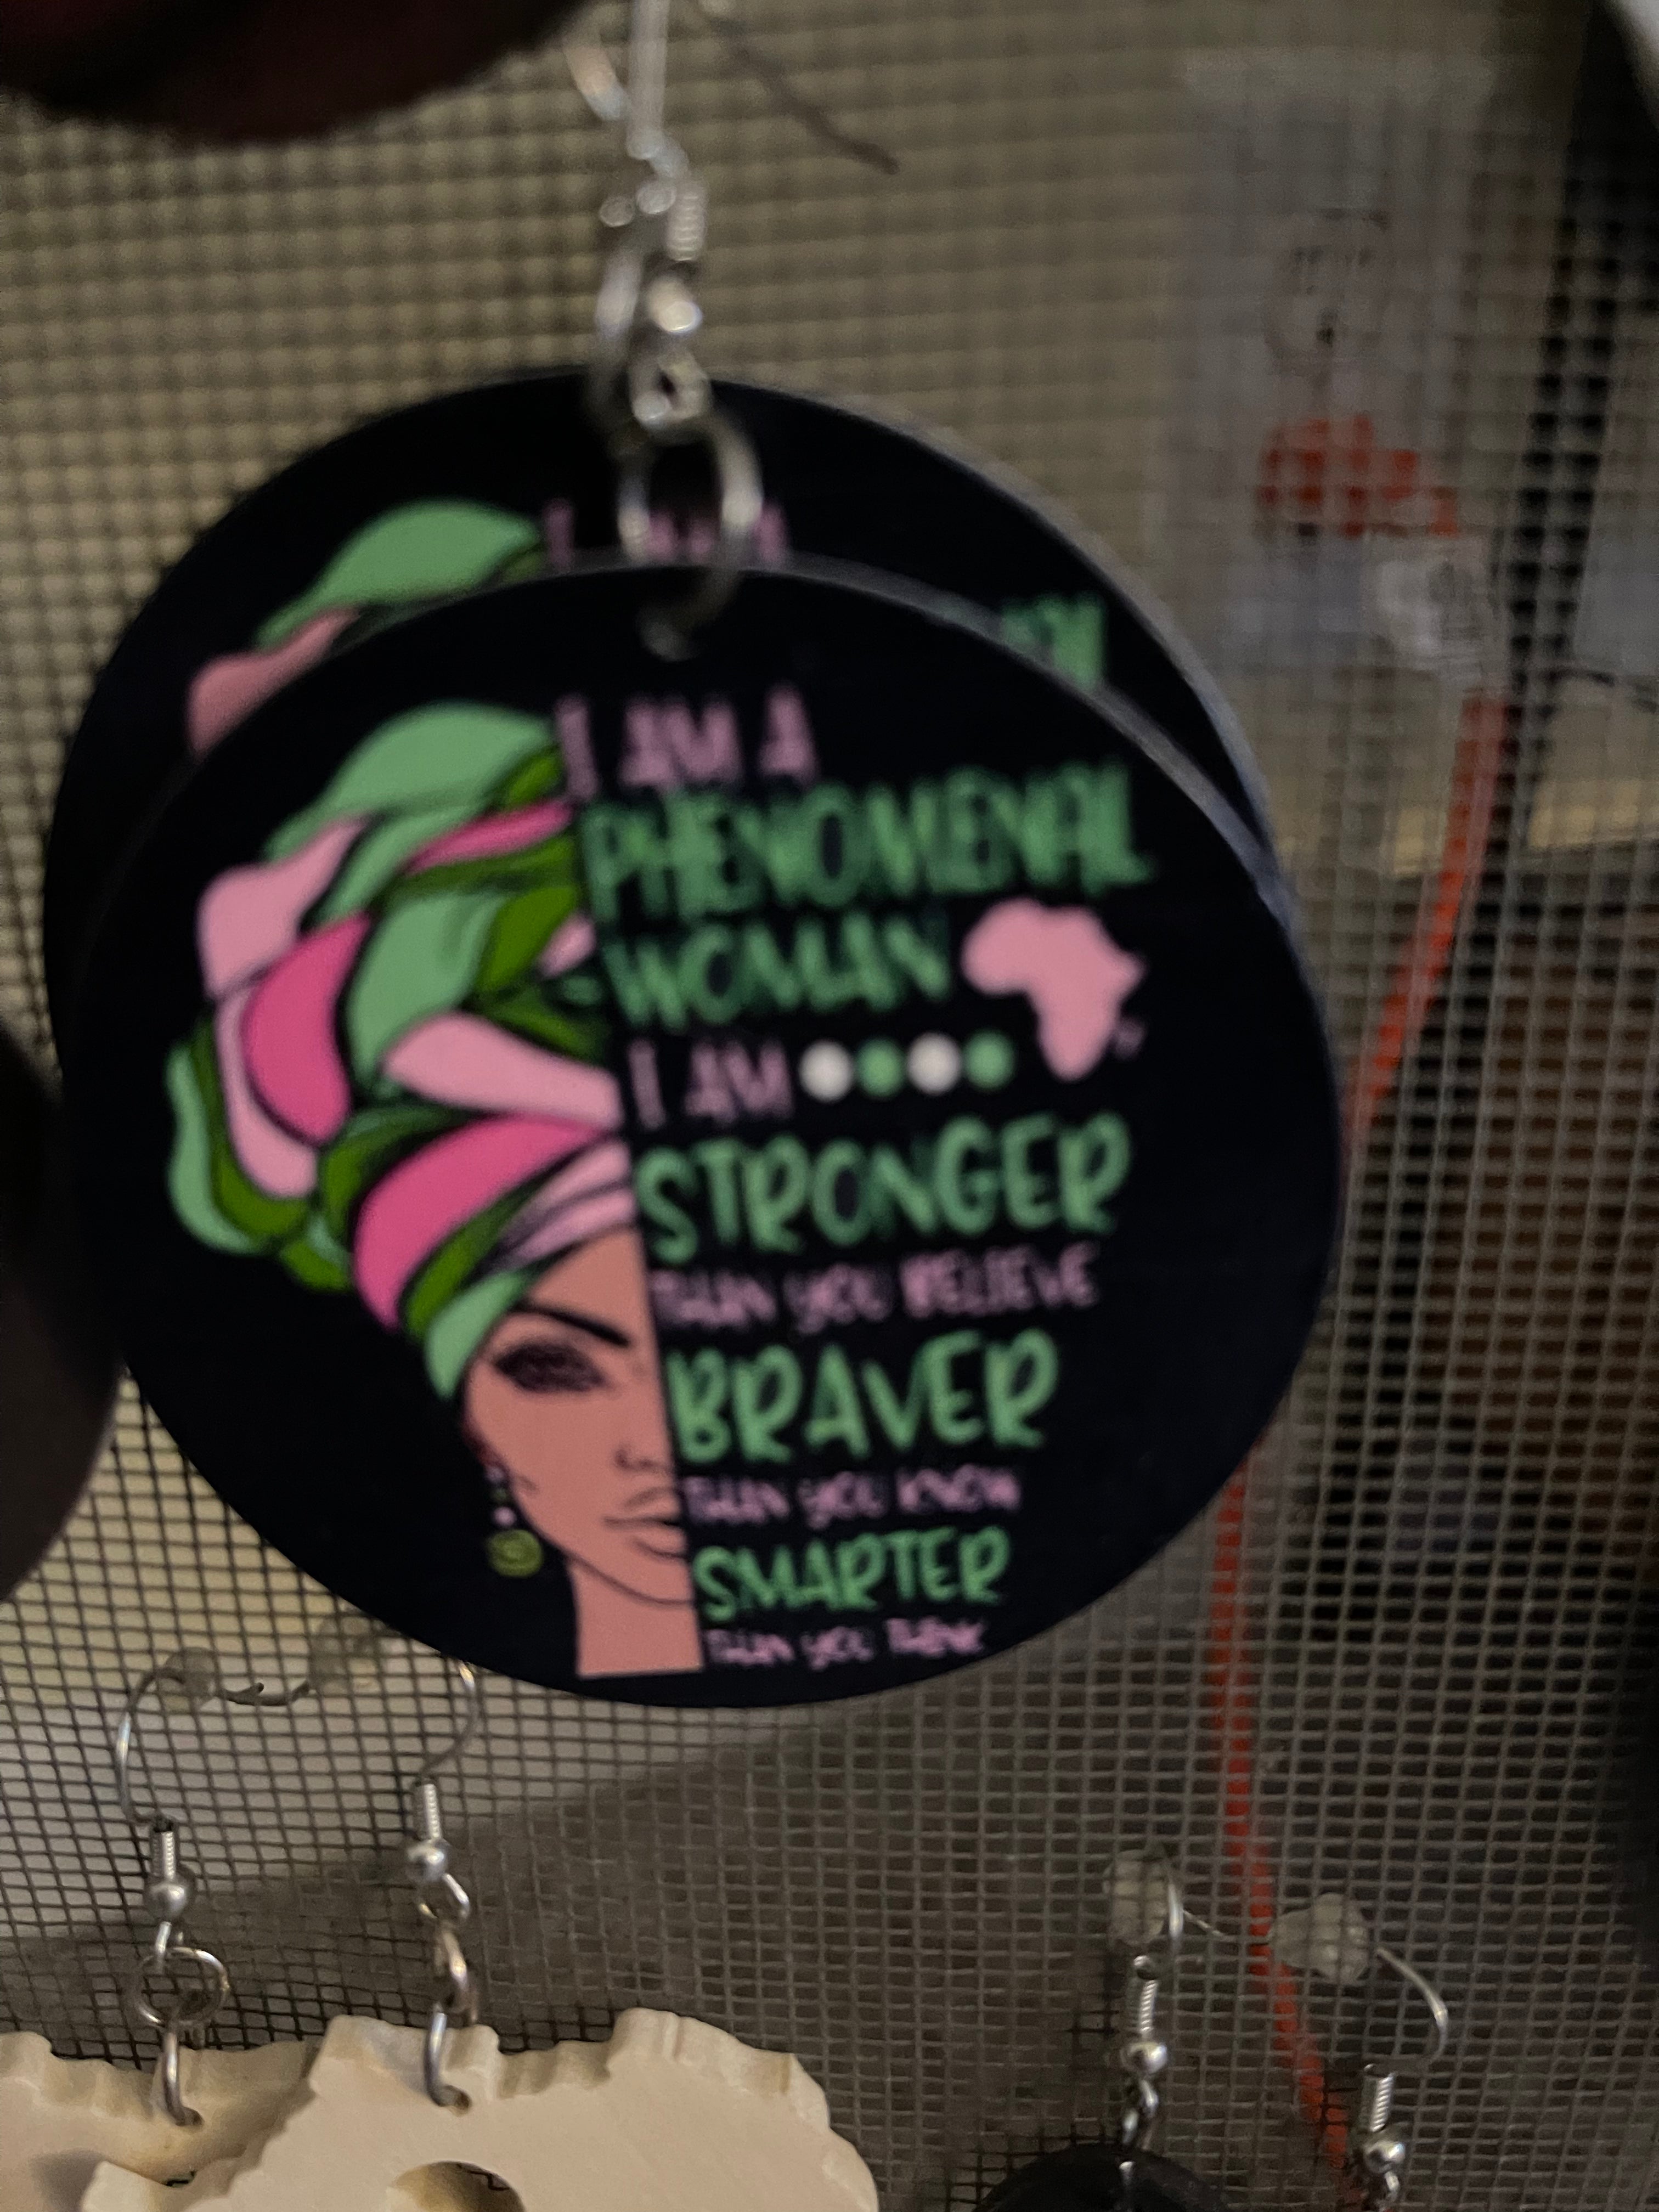 I AM A
PHENOMENAL
WOMAN
I AM
STRONGER
THAN YOU BELIEVE
BRAVER
THAN YOU KNOW
SMARTER
THAN YOU THINK